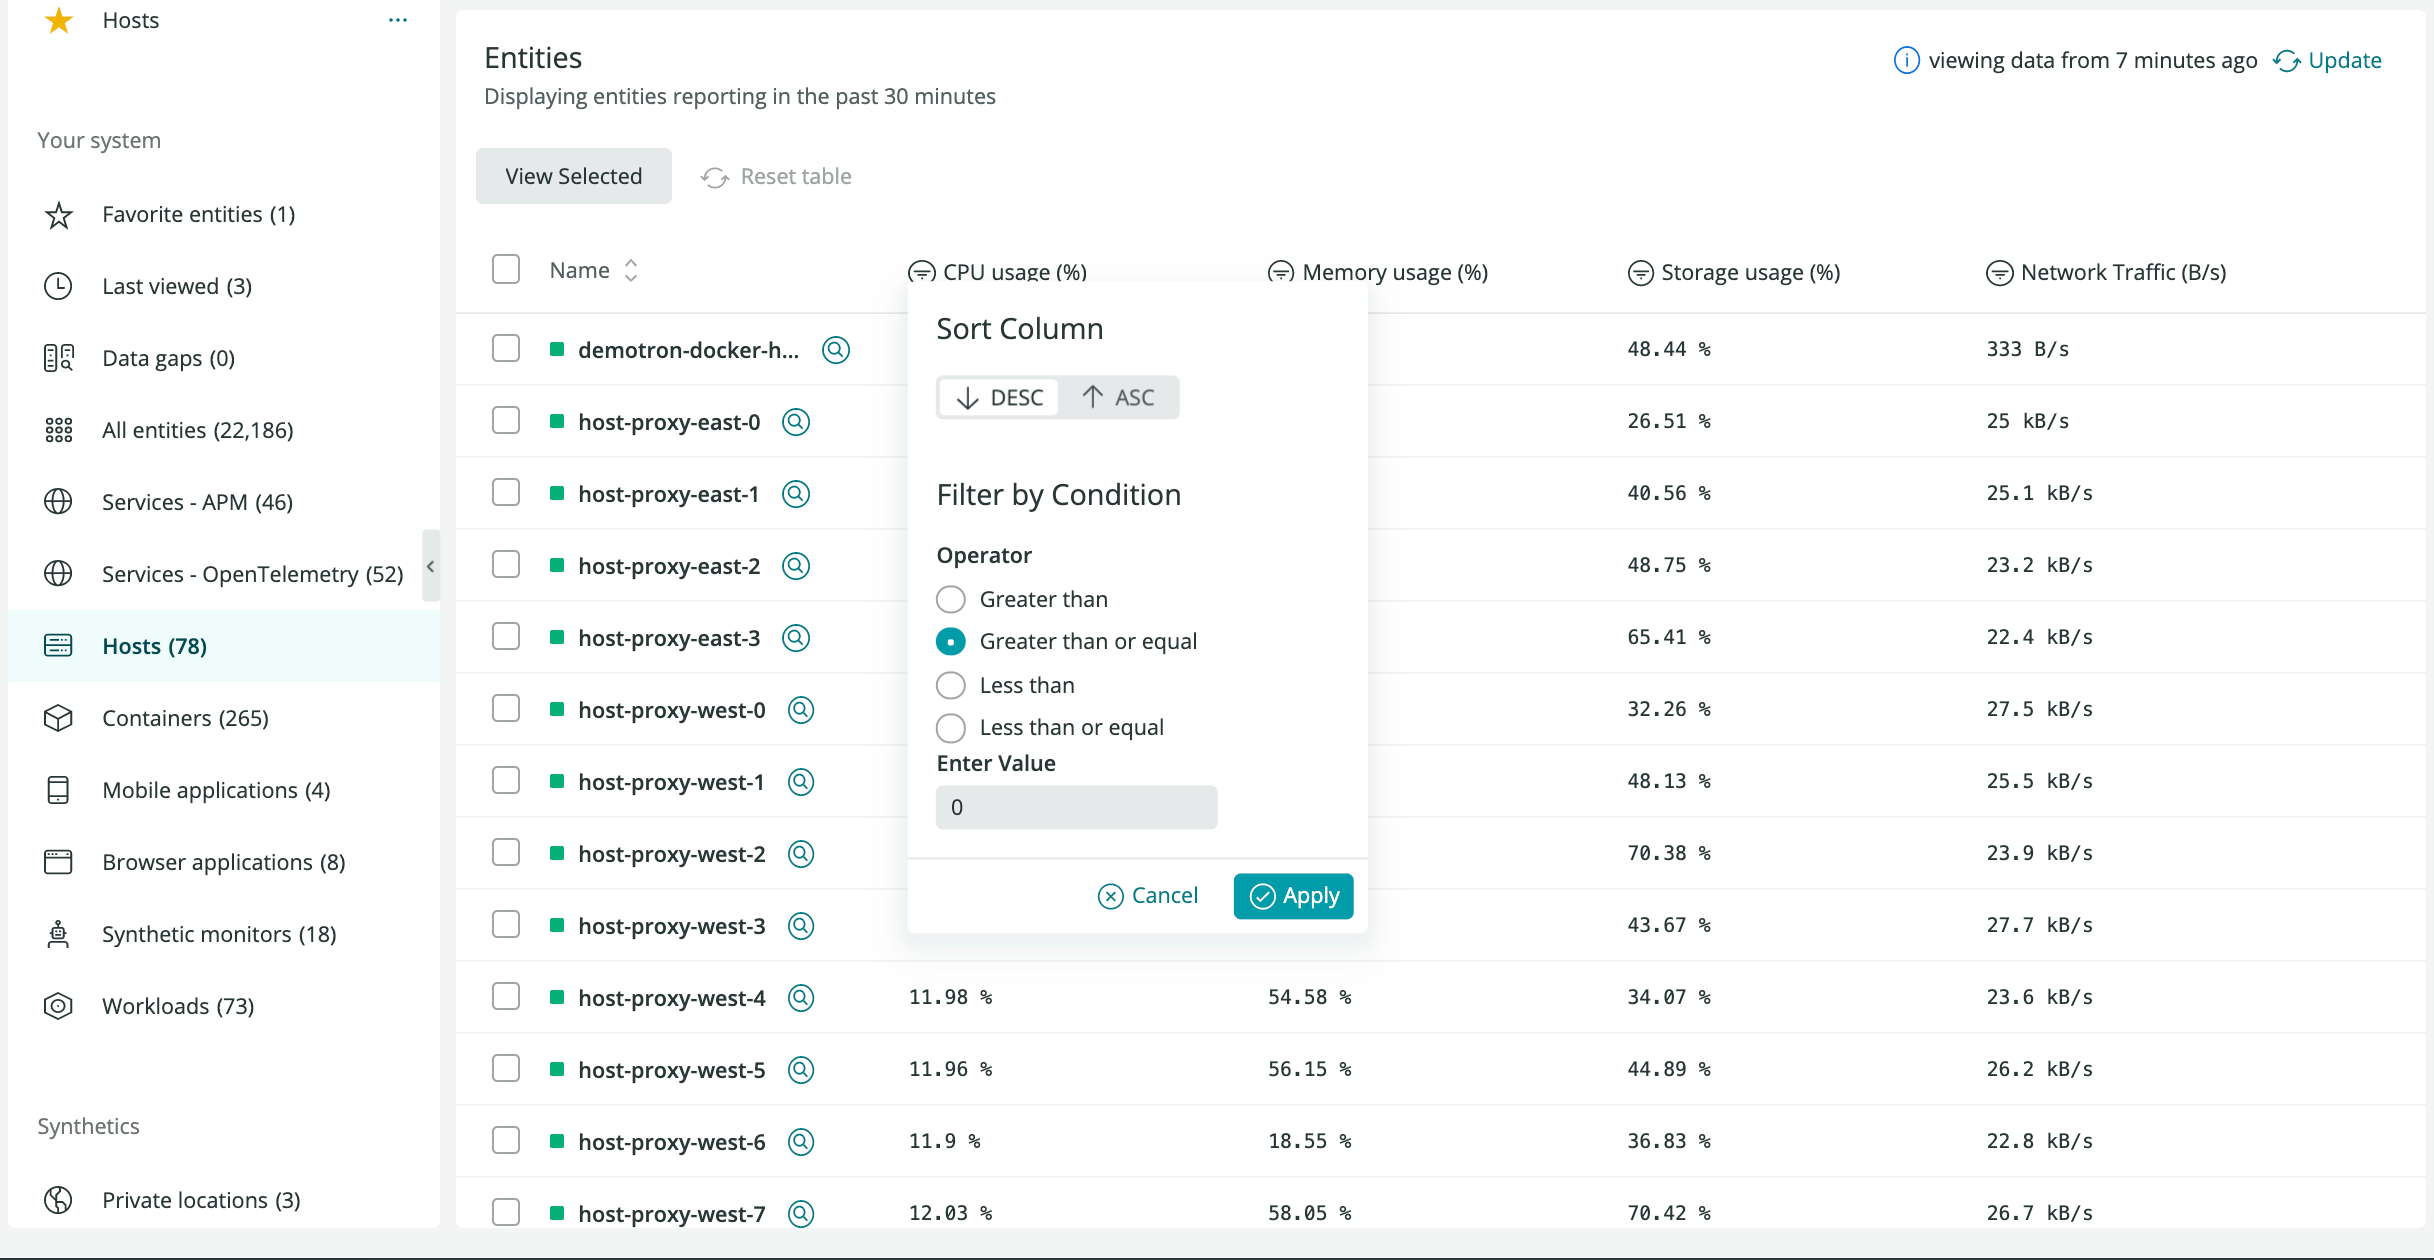 Hosts
Your system
Favorite entities (1)
Last viewed (3)
Data gaps (0)
All entities (22,186)
Services - APM (46)
Services - OpenTelemetry (52)
Hosts (78)
Containers (265)
Mobile applications (4)
Browser applications (8)
Synthetic monitors (18)
Workloads (73)
Synthetics
Private locations (3)
Entities
Displaying entities reporting in the past 30 minutes
viewing data from 7 minutes ago Update
View Selected Reset table
Name CPU usage (%) Memory usage (%) Storage usage (%) Network Traffic (B/s)
demotron-docker-h... 48.44 % 333 B/s
host-proxy-east-0 26.51 % 25 kB/s
host-proxy-east-1 40.56 % 25.1 kB/s
host-proxy-east-2 48.75 % 23.2 kB/s
host-proxy-east-3 65.41 % 22.4 kB/s
host-proxy-west-0 32.26 % 27.5 kB/s
host-proxy-west-1 48.13 % 25.5 kB/s
host-proxy-west-2 70.38 % 23.9 kB/s
host-proxy-west-3 43.67 % 27.7 kB/s
host-proxy-west-4 11.98 % 54.58 % 34.07 % 23.6 kB/s
host-proxy-west-5 11.96 % 56.15 % 44.89 % 26.2 kB/s
host-proxy-west-6 11.9 % 18.55 % 36.83 % 22.8 kB/s
host-proxy-west-7 12.03 % 58.05 % 70.42 % 26.7 kB/s
Sort Column
DESC ASC
Filter by Condition
Operator
Greater than
Greater than or equal
Less than
Less than or equal
Enter Value
0
Cancel Apply